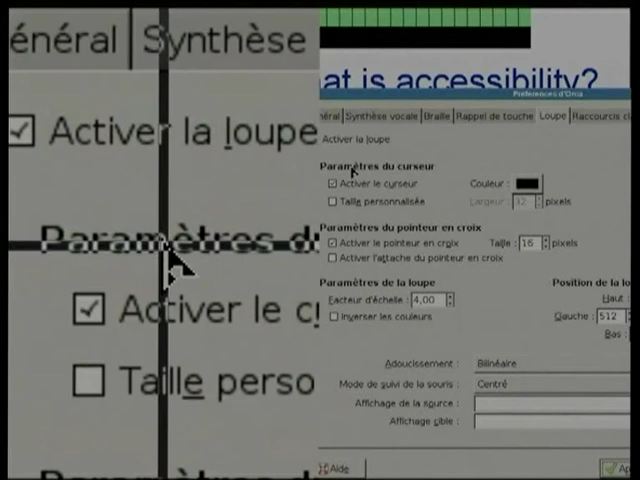 énéral Synthèse
Activer la loupe
Paramètres d
Activer le c
Taille perso
Paramètres d
at is accessibility?
Préférences d'Orca
éral Synthèse vocale Braille Rappel de touche Loupe Raccourcis cl
Activer la loupe
Paramètres du curseur
Activer le curseur Couleur :
Taille personnalisée Largeur : 32 pixels
Paramètres du pointeur en croix
Activer le pointeur en croix Taille : 16 pixels
Activer l'attache du pointeur en croix
Paramètres de la loupe Position de la lo
Facteur d'échelle : 4,00 Haut :
Inverser les couleurs Gauche : 512
Bas :
Adoucissement : Bilinéaire
Mode de suivi de la souris : Centré
Affichage de la source :
Affichage cible :
Aide Ap